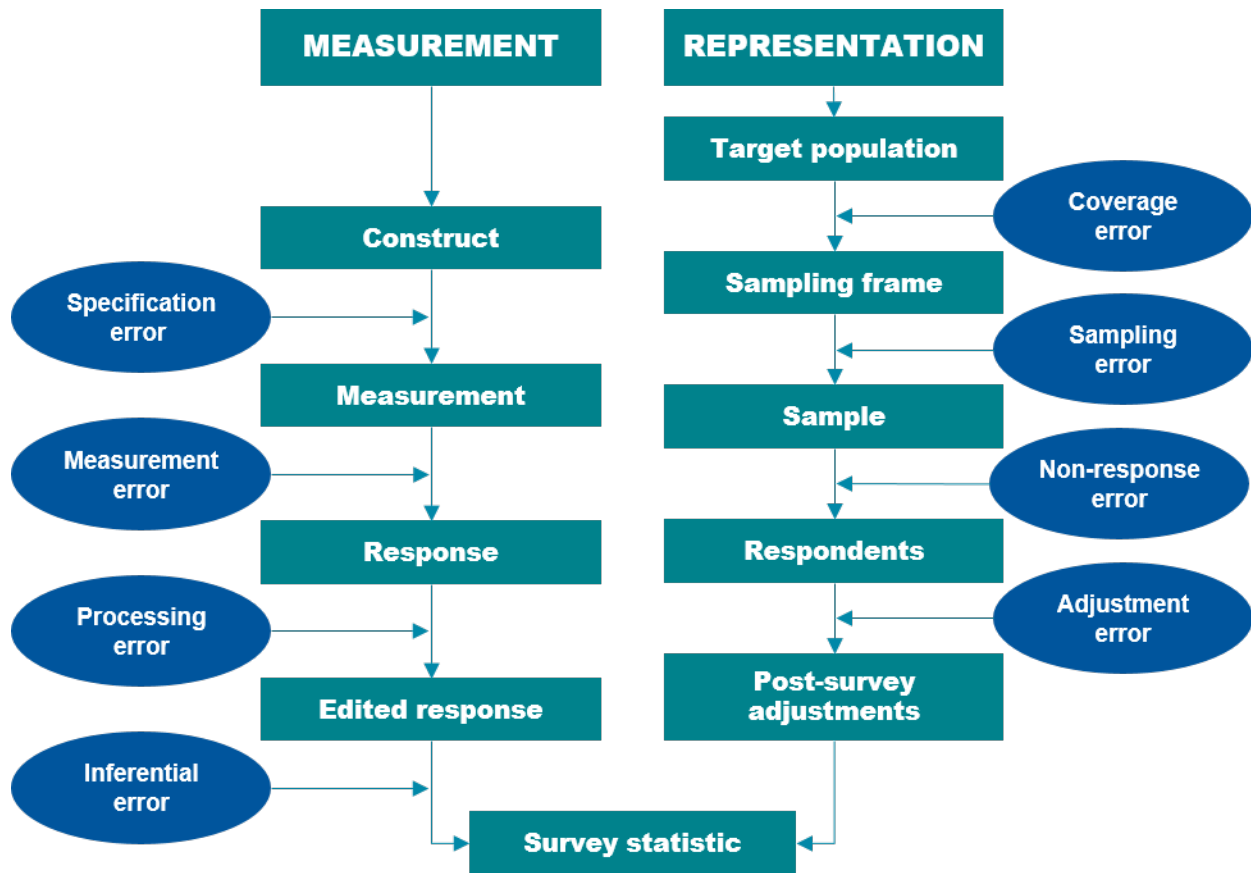 MEASUREMENT
REPRESENTATION
Target population
Coverage
error
Construct
Sampling frame
Specification
error
Sampling
error
Measurement
Sample
Measurement
error
Non-response
error
Response
Respondents
Processing
error
Adjustment
error
Edited response
Post-survey
adjustments
Inferential
error
Survey statistic